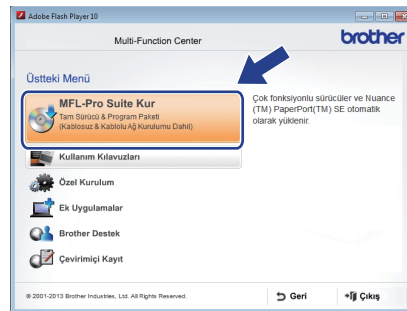 Adobe Flash Player 10
Multi-Function Center
brother
Üstteki Menü
MFL-Pro Suite Kur
Tam Sürücü & Program Paketi
(Kablosuz & Kablolu Ağ Kurulumu Dahil)
Çok fonksiyonlu sürücüler ve Nuance
(TM) PaperPort(TM) SE otomatik
olarak yüklenir.
Kullanım Kılavuzları
Özel Kurulum
Ek Uygulamalar
Brother Destek
Çevirimiçi Kayıt
© 2001-2013 Brother Industries, Ltd. All Rights Reserved.
Geri
Çıkış